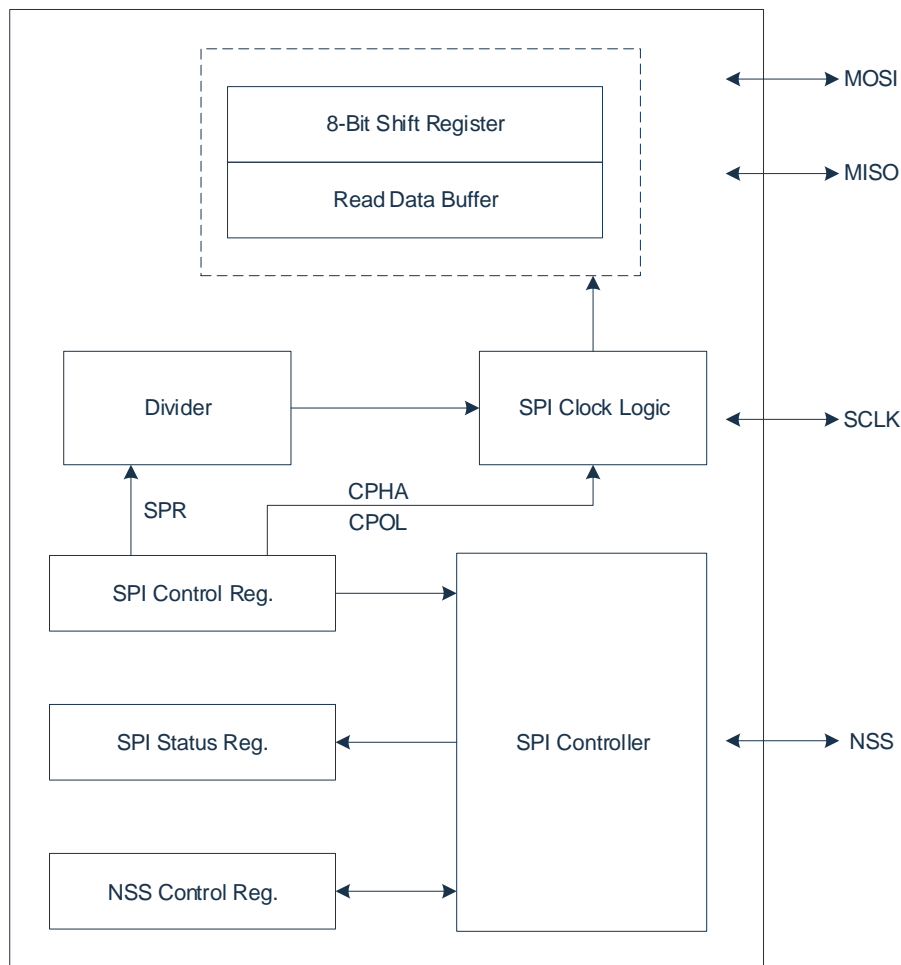 MOSI
8-Bit Shift Register
MISO
Read Data Buffer
Divider
SPI Clock Logic
SCLK
CPHA
SPR
CPOL
SPI Control Reg.
SPI Status Reg.
SPI Controller
NSS
NSS Control Reg.